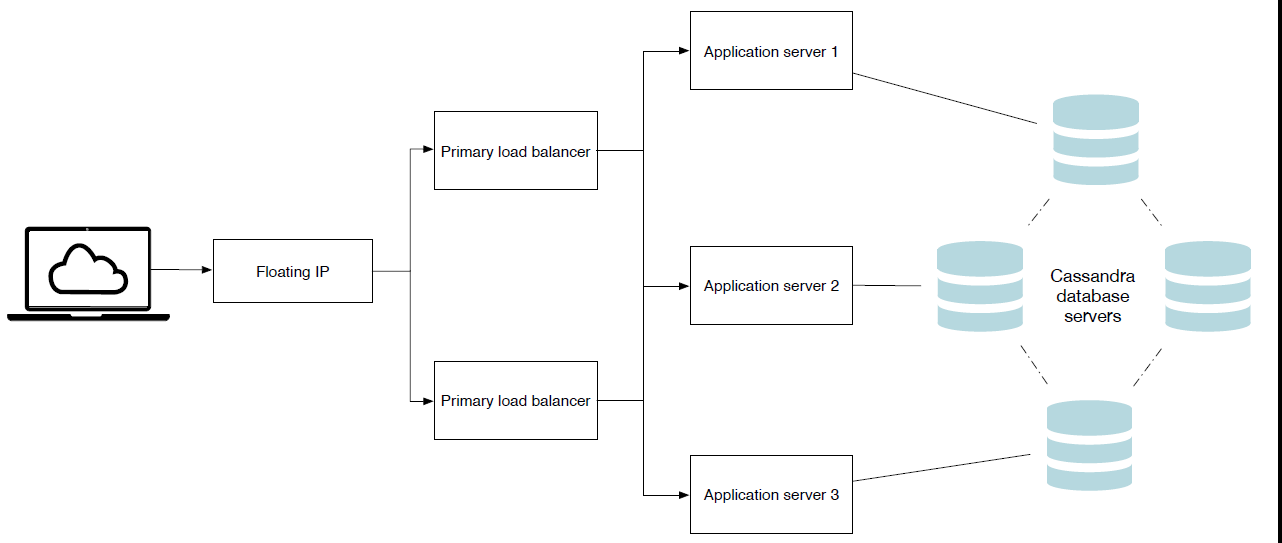 Application server 1
Primary load balancer
Floating IP
Application server 2
Cassandra
database
servers
Primary load balancer
Application server 3